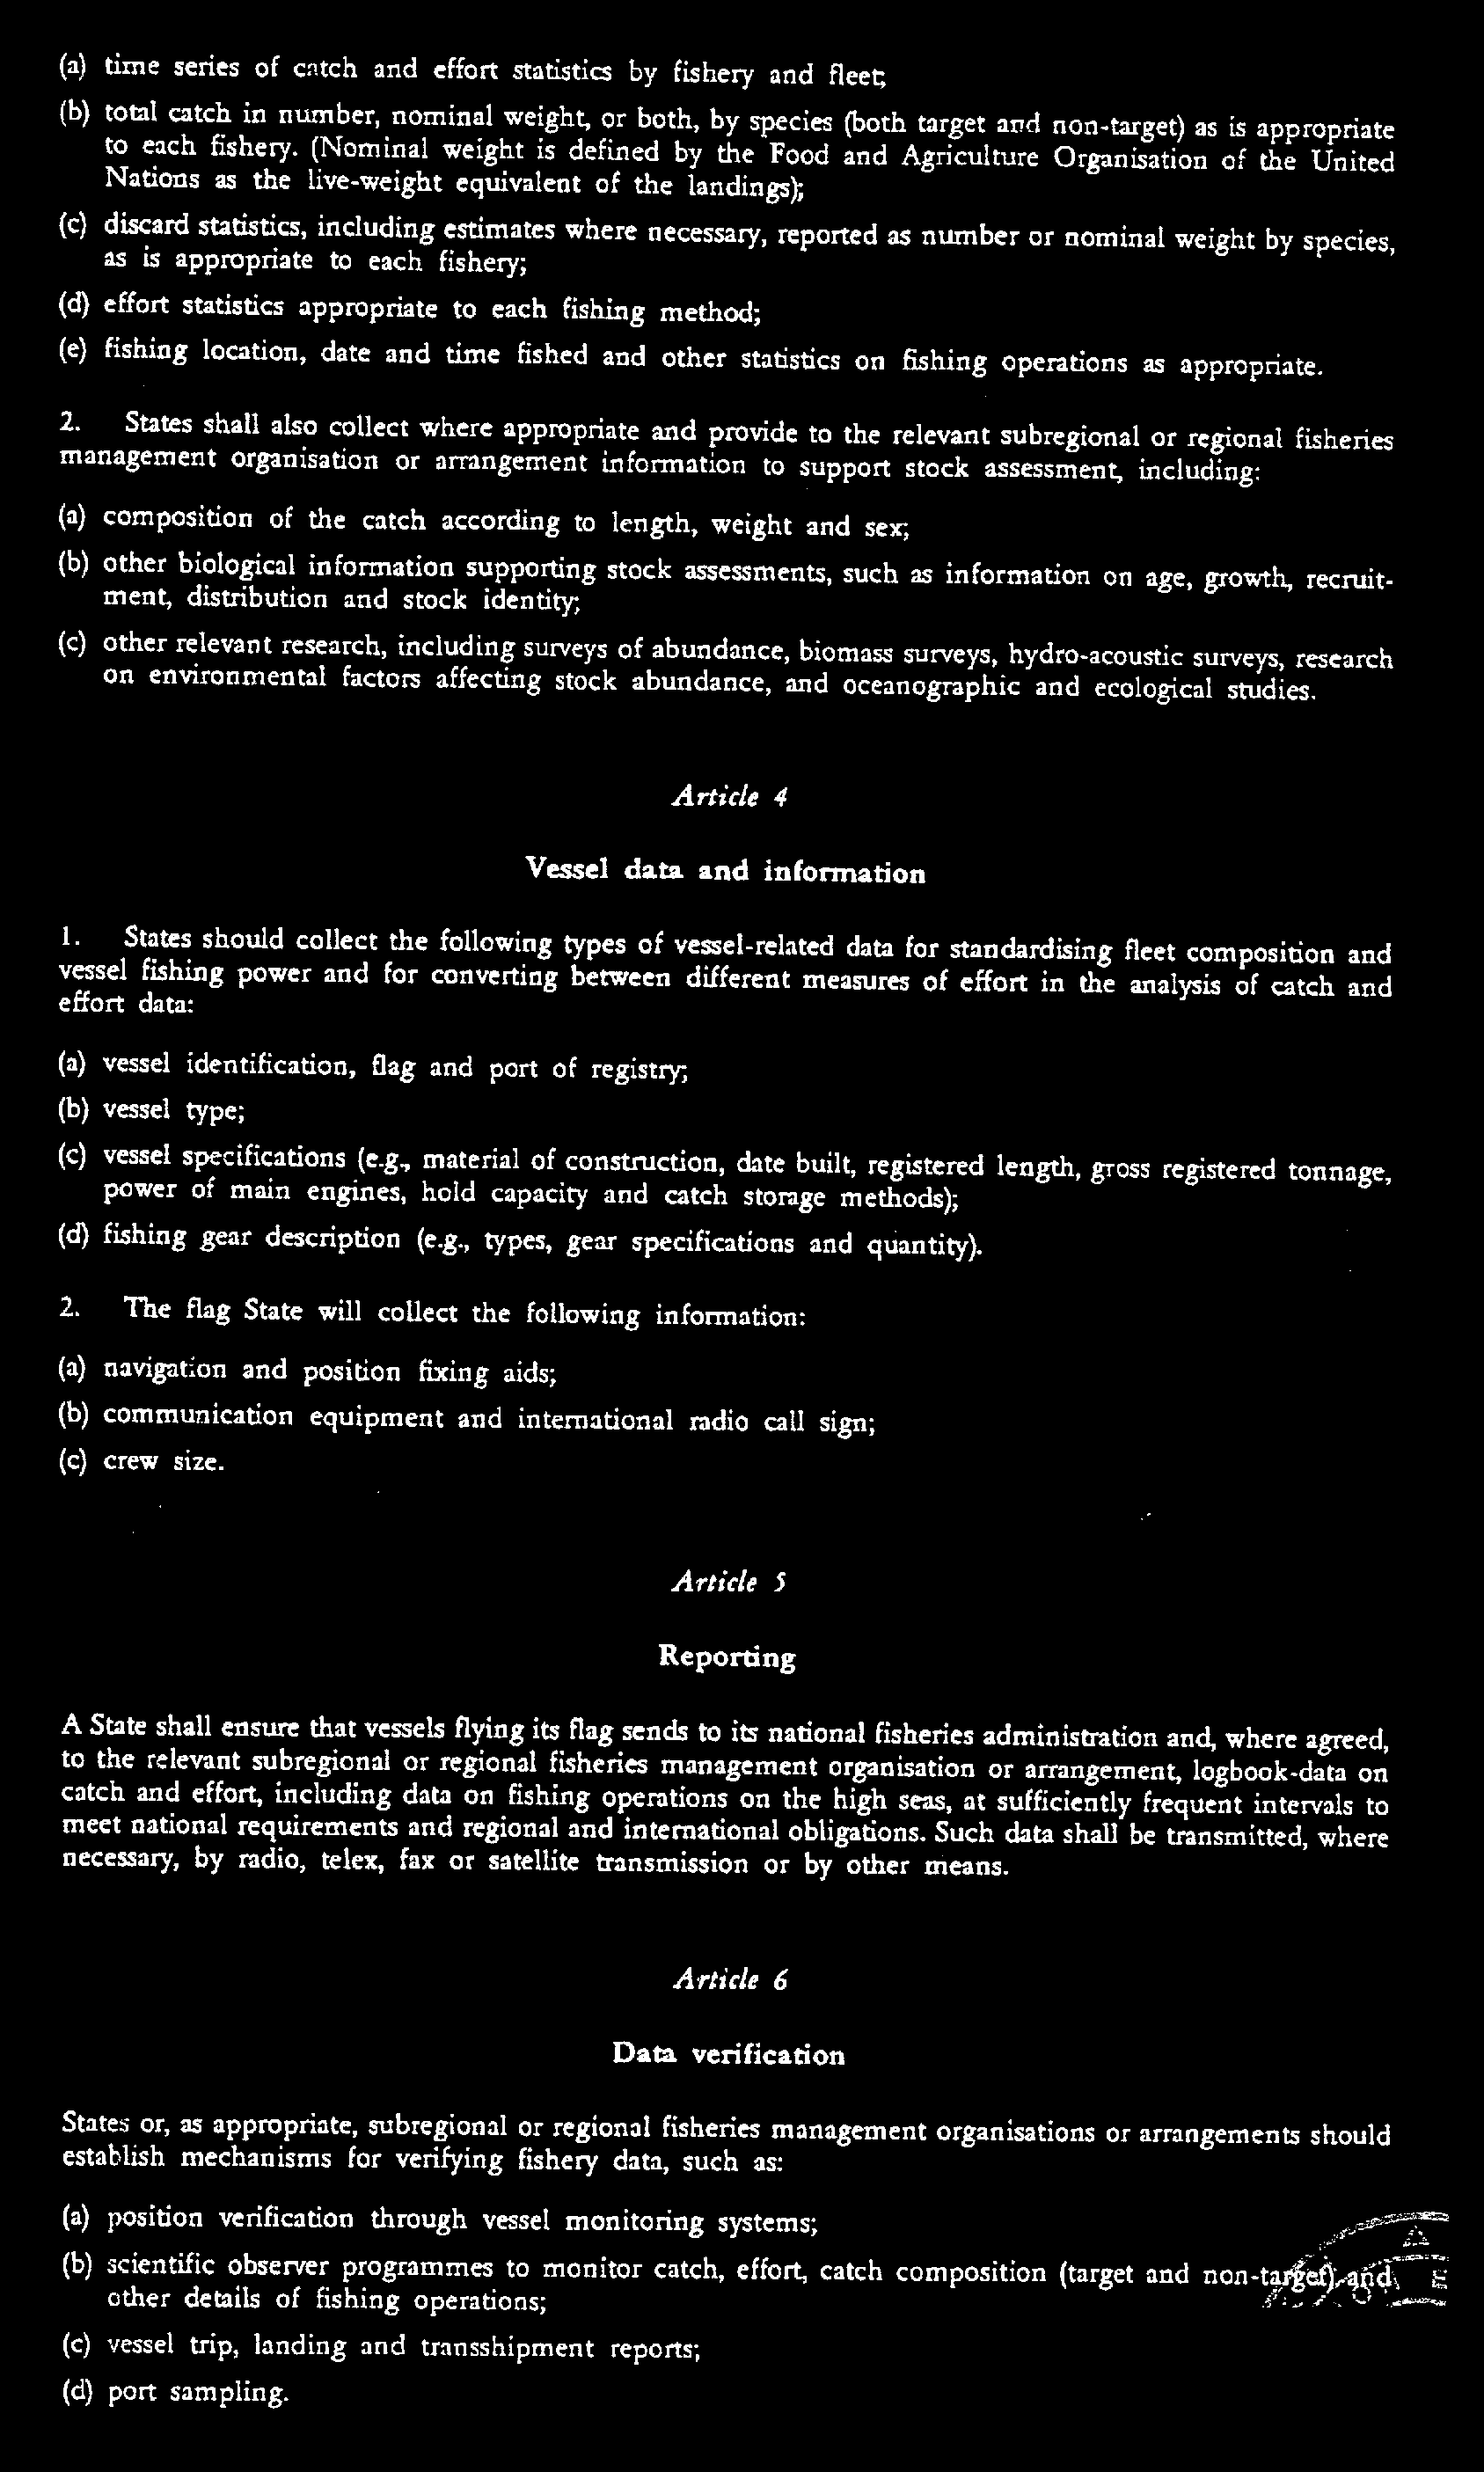 (a) time series of catch and effort statistics by fishery and fleet;
(b) total catch in number, nominal weight, or both, by species (both target and non-target) as is appropriate
to each fishery. (Nominal weight is defined by the Food and Agriculture Organisation of the United
Nations as the live-weight equivalent of the landings);
(c) discard statistics, including estimates where necessary, reported as number or nominal weight by species,
as is appropriate to each fishery;
(d) effort statistics appropriate to each fishing method;
(e) fishing location, date and time fished and other statistics on fishing operations as appropriate.
2. States shall also collect where appropriate and provide to the relevant subregional or regional fisheries
management organisation or arrangement information to support stock assessment, including:
(a) composition of the catch according to length, weight and sex;
(b) other biological information supporting stock assessments, such as information on age, growth, recruit-
ment, distribution and stock identity;
(c) other relevant research, including surveys of abundance, biomass surveys, hydro-acoustic surveys, research
on environmental factors affecting stock abundance, and oceanographic and ecological studies.
Article 4
Vessel data and information
1. States should collect the following types of vessel-related data for standardising fleet composition and
vessel fishing power and for converting between different measures of effort in the analysis of catch and
effort data:
(a) vessel identification, flag and port of registry;
(b) vessel type;
(c) vessel specifications (e.g., material of construction, date built, registered length, gross registered tonnage,
power of main engines, hold capacity and catch storage methods);
(d) fishing gear description (e.g., types, gear specifications and quantity).
2. The flag State will collect the following information:
(a) navigation and position fixing aids;
(b) communication equipment and international radio call sign;
(c) crew size.
Article 5
Reporting
A State shall ensure that vessels flying its flag sends to its national fisheries administration and, where agreed,
to the relevant subregional or regional fisheries management organisation or arrangement, logbook-data on
catch and effort, including data on fishing operations on the high seas, at sufficiently frequent intervals to
meet national requirements and regional and international obligations. Such data shall be transmitted, where
necessary, by radio, telex, fax or satellite transmission or by other means.
Article 6
Data verification
States or, as appropriate, subregional or regional fisheries management organisations or arrangements should
establish mechanisms for verifying fishery data, such as:
(a) position verification through vessel monitoring systems;
(b) scientific observer programmes to monitor catch, effort, catch composition (target and non-target) and
other details of fishing operations;
(c) vessel trip, landing and transshipment reports;
(d) port sampling.